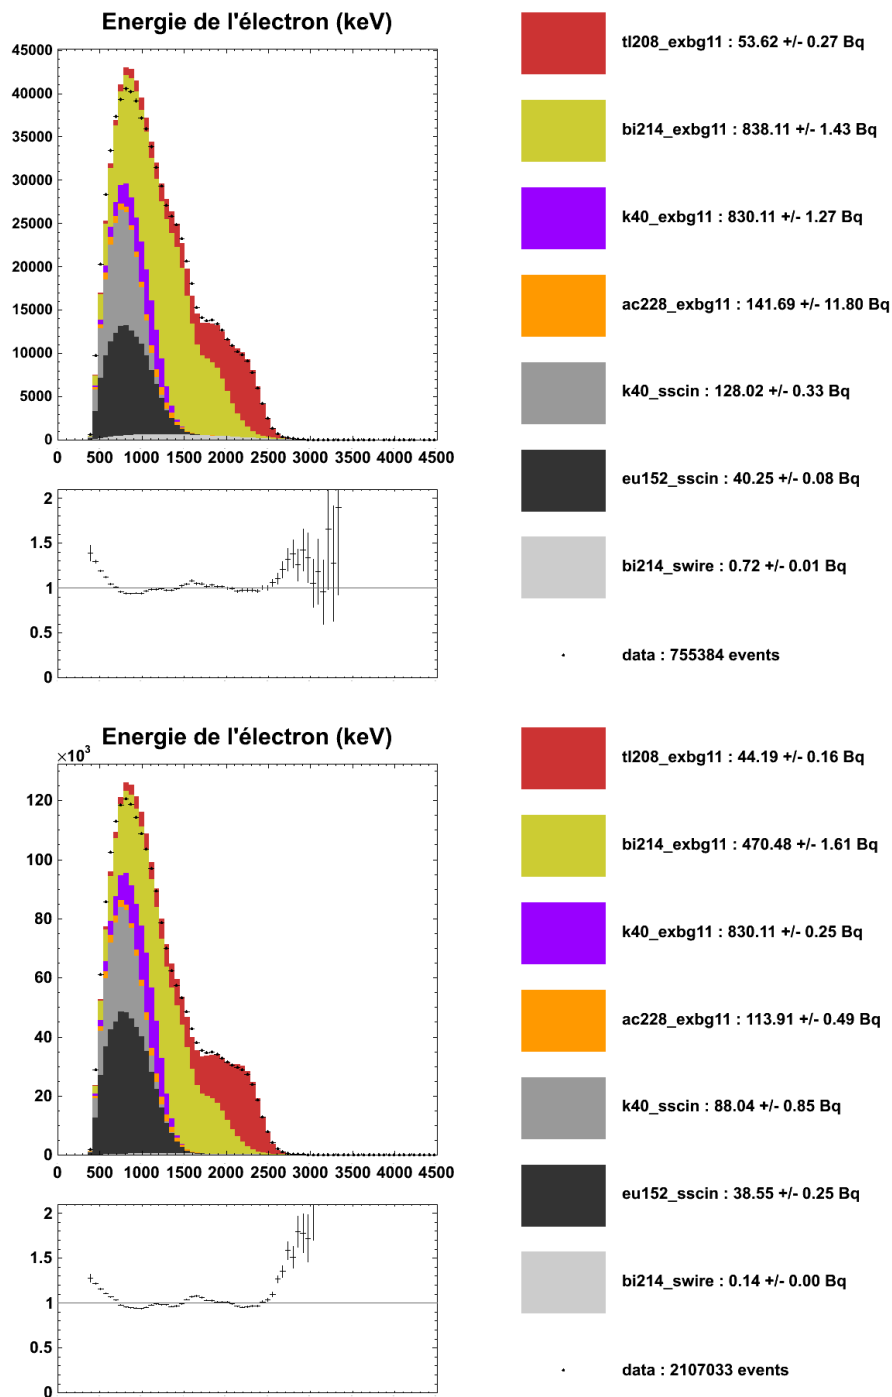 Energie de l'électron (keV)
45000
40000
35000
30000
25000
20000
15000
10000
5000
0
0 500 1000 1500 2000 2500 3000 3500 4000 4500
2
1.5
1
0.5
0
tl208_exbg11 : 53.62 +/- 0.27 Bq
bi214_exbg11 : 838.11 +/- 1.43 Bq
k40_exbg11 : 830.11 +/- 1.27 Bq
ac228_exbg11 : 141.69 +/- 11.80 Bq
k40_sscin : 128.02 +/- 0.33 Bq
eu152_sscin : 40.25 +/- 0.08 Bq
bi214_swire : 0.72 +/- 0.01 Bq
data : 755384 events
Energie de l'électron (keV)
×10³
120
100
80
60
40
20
0
0 500 1000 1500 2000 2500 3000 3500 4000 4500
2
1.5
1
0.5
0
tl208_exbg11 : 44.19 +/- 0.16 Bq
bi214_exbg11 : 470.48 +/- 1.61 Bq
k40_exbg11 : 830.11 +/- 0.25 Bq
ac228_exbg11 : 113.91 +/- 0.49 Bq
k40_sscin : 88.04 +/- 0.85 Bq
eu152_sscin : 38.55 +/- 0.25 Bq
bi214_swire : 0.14 +/- 0.00 Bq
data : 2107033 events